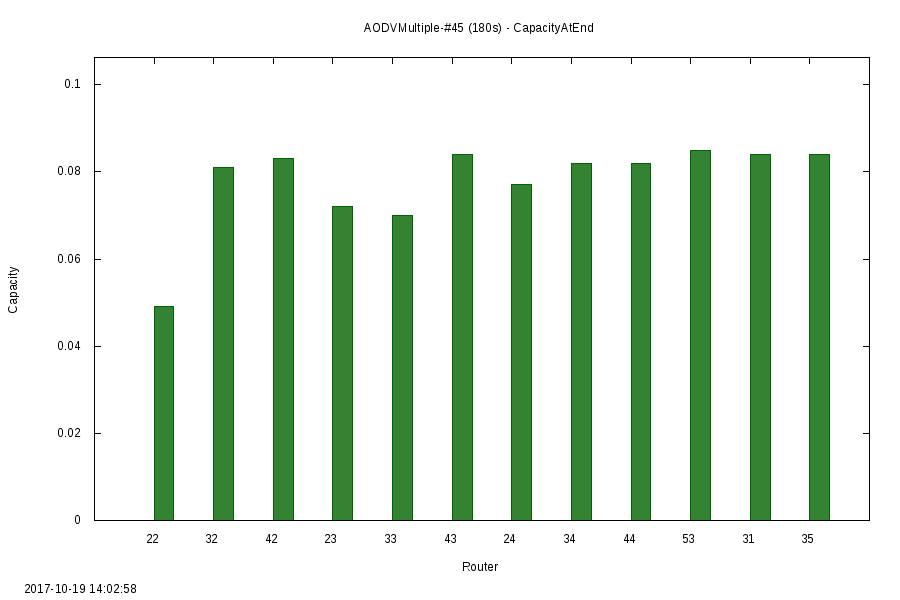 AODVMultiple-#45 (180s) - CapacityAtEnd
0.1
0.08
0.06
0.04
0.02
0
Capacity
22 32 42 23 33 43 24 34 44 53 31 35
Router
2017-10-19 14:02:58